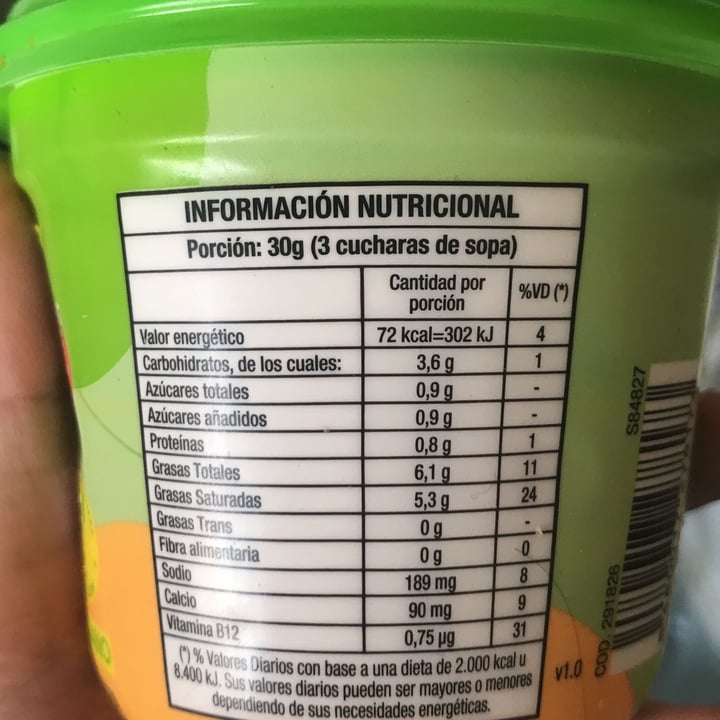 INFORMACIÓN NUTRICIONAL
Porción: 30g (3 cucharas de sopa)
Cantidad por porción %VD (*)
Valor energético 72 kcal=302 kJ 4
Carbohidratos, de los cuales: 3,6 g 1
Azúcares totales 0,9 g -
Azúcares añadidos 0,9 g -
Proteínas 0,8 g 1
Grasas Totales 6,1 g 11
Grasas Saturadas 5,3 g 24
Grasas Trans 0 g -
Fibra alimentaria 0 g 0
Sodio 189 mg 8
Calcio 90 mg 9
Vitamina B12 0,75 µg 31
(*) % Valores Diarios con base a una dieta de 2.000 kcal u
8.400 kJ. Sus valores diarios pueden ser mayores o menores
dependiendo de sus necesidades energéticas.
v1.0
COD. 291826
S84827